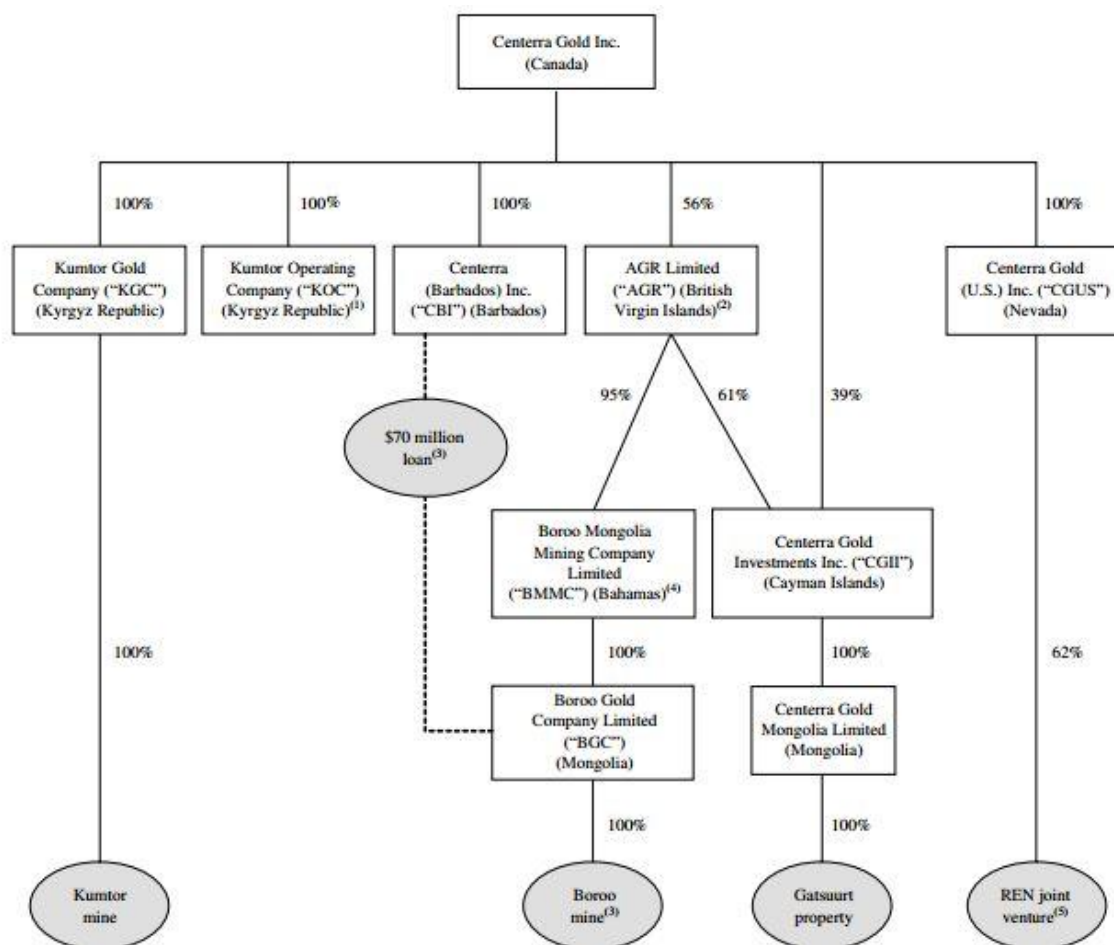 Centerra Gold Inc.
(Canada)
100%
100%
100%
56%
100%
Kumtor Gold
Company (“KGC”)
(Kyrgyz Republic)
Kumtor Operating
Company (“KOC”)
(Kyrgyz Republic)(1)
Centerra
(Barbados) Inc.
(“CBI”) (Barbados)
AGR Limited
(“AGR”) (British
Virgin Islands)(2)
Centerra Gold
(U.S.) Inc. (“CGUS”)
(Nevada)
95%
61%
39%
$70 million
loan(3)
Boroo Mongolia
Mining Company
Limited
(“BMMC”) (Bahamas)(4)
Centerra Gold
Investments Inc. (“CGII”)
(Cayman Islands)
100%
100%
100%
62%
Boroo Gold
Company Limited
(“BGC”)
(Mongolia)
Centerra Gold
Mongolia Limited
(Mongolia)
100%
100%
Kumtor
mine
Boroo
mine(3)
Gatsuurt
property
REN joint
venture(5)